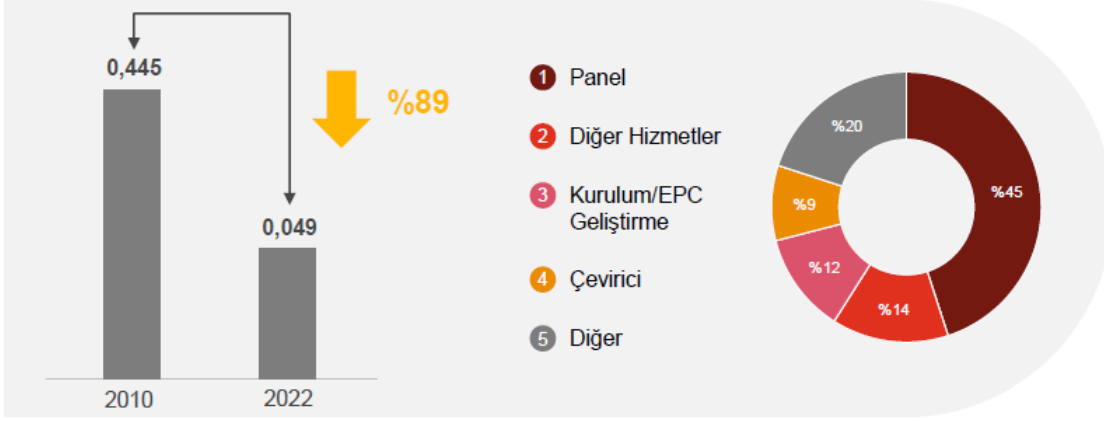 0,445
0,049
%89
2010
2022
1 Panel
2 Diğer Hizmetler
3 Kurulum/EPC
Geliştirme
4 Çevirici
5 Diğer
%20
%45
%9
%12
%14